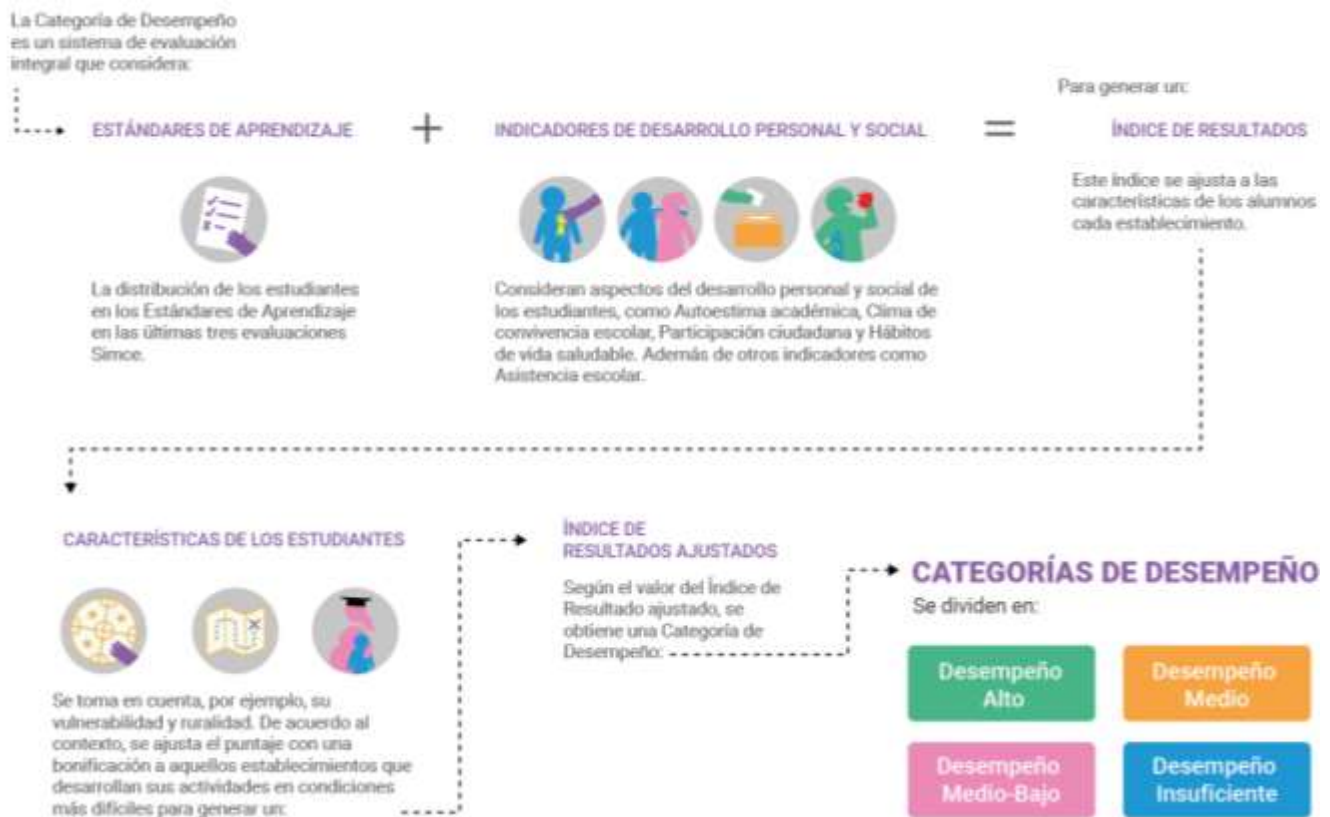 La Categoría de Desempeño
es un sistema de evaluación
integral que considera:
ESTÁNDARES DE APRENDIZAJE
+
INDICADORES DE DESARROLLO PERSONAL Y SOCIAL
=
Para generar un:
ÍNDICE DE RESULTADOS
La distribución de los estudiantes
en los Estándares de Aprendizaje
en las últimas tres evaluaciones
Simce.
Consideran aspectos del desarrollo personal y social de
los estudiantes, como Autoestima académica, Clima de
convivencia escolar, Participación ciudadana y Hábitos
de vida saludable. Además de otros indicadores como
Asistencia escolar.
Este índice se ajusta a las
características de los alumnos
cada establecimiento.
CARACTERÍSTICAS DE LOS ESTUDIANTES
Se toma en cuenta, por ejemplo, su
vulnerabilidad y ruralidad. De acuerdo al
contexto, se ajusta el puntaje con una
bonificación a aquellos establecimientos que
desarrollan sus actividades en condiciones
más difíciles para generar un:
ÍNDICE DE
RESULTADOS AJUSTADOS
Según el valor del Índice de
Resultado ajustado, se
obtiene una Categoría de
Desempeño:
CATEGORÍAS DE DESEMPEÑO
Se dividen en:
Desempeño
Alto
Desempeño
Medio
Desempeño
Medio-Bajo
Desempeño
Insuficiente